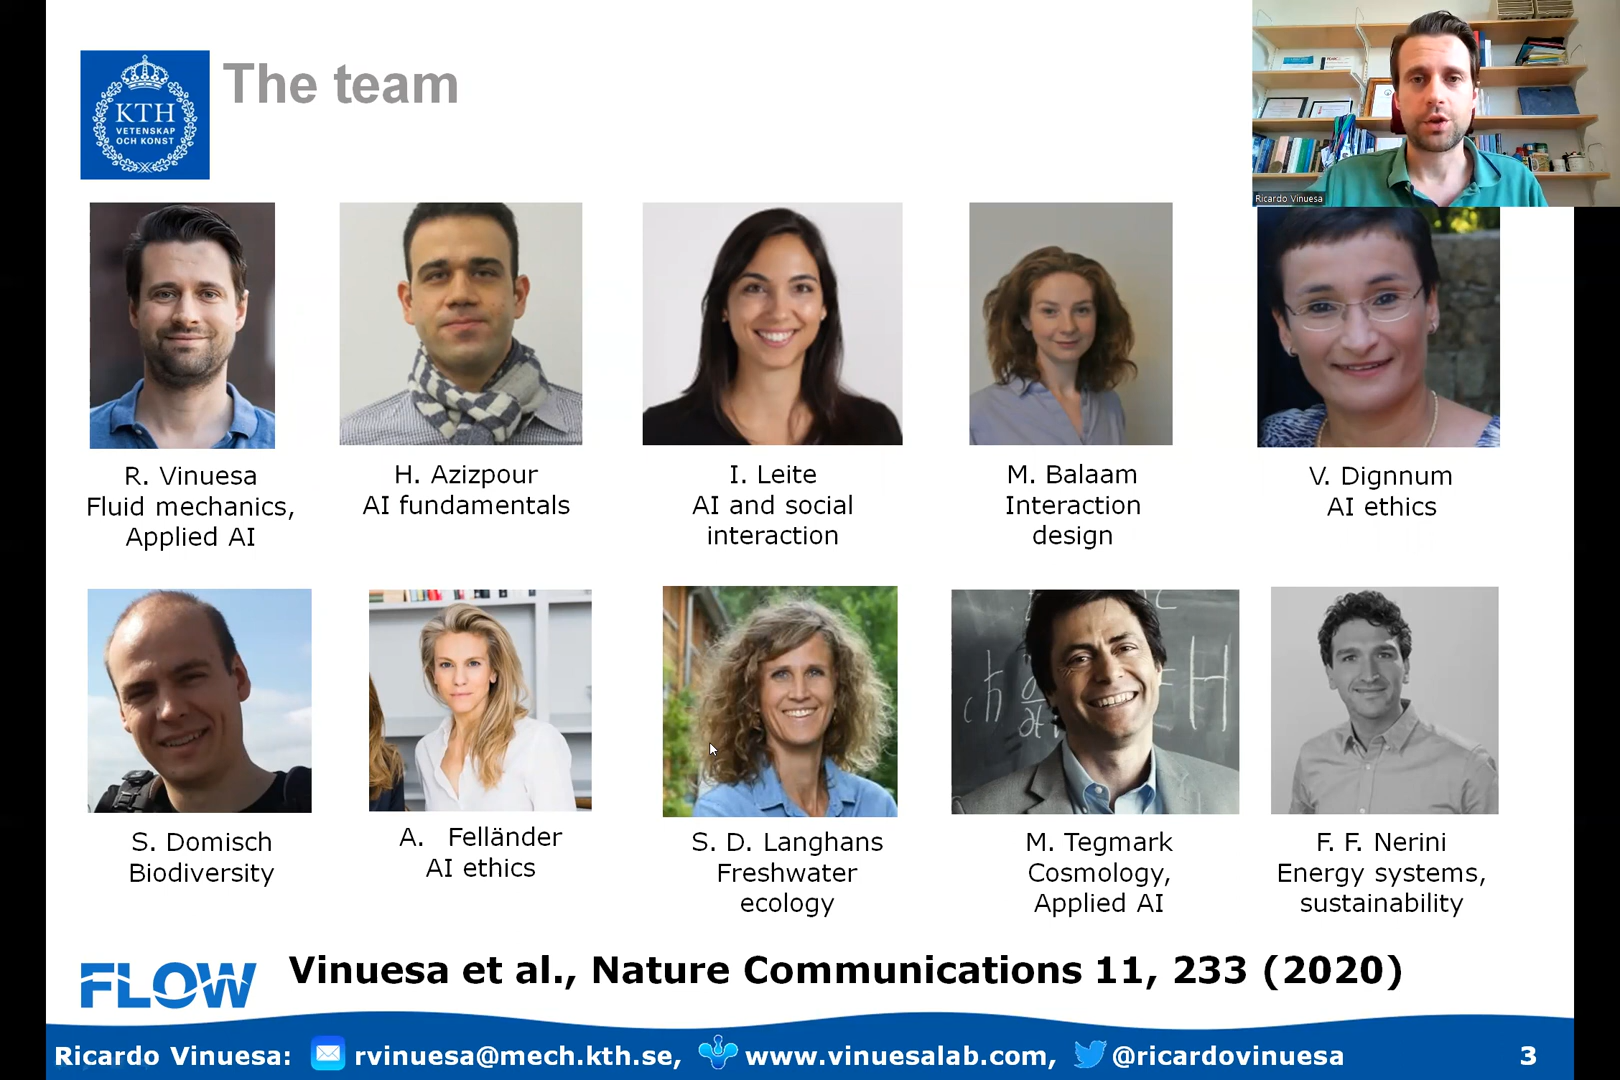 The team
KTH
VETENSKAP
OCH KONST
Ricardo Vinuesa
R. Vinuesa
Fluid mechanics,
Applied AI
H. Azizpour
AI fundamentals
I. Leite
AI and social
interaction
M. Balaam
Interaction
design
V. Dignnum
AI ethics
S. Domisch
Biodiversity
A. Felländer
AI ethics
S. D. Langhans
Freshwater
ecology
M. Tegmark
Cosmology,
Applied AI
F. F. Nerini
Energy systems,
sustainability
FLOW
Vinuesa et al., Nature Communications 11, 233 (2020)
Ricardo Vinuesa: rvinuesa@mech.kth.se, www.vinuesalab.com, @ricardovinuesa 3